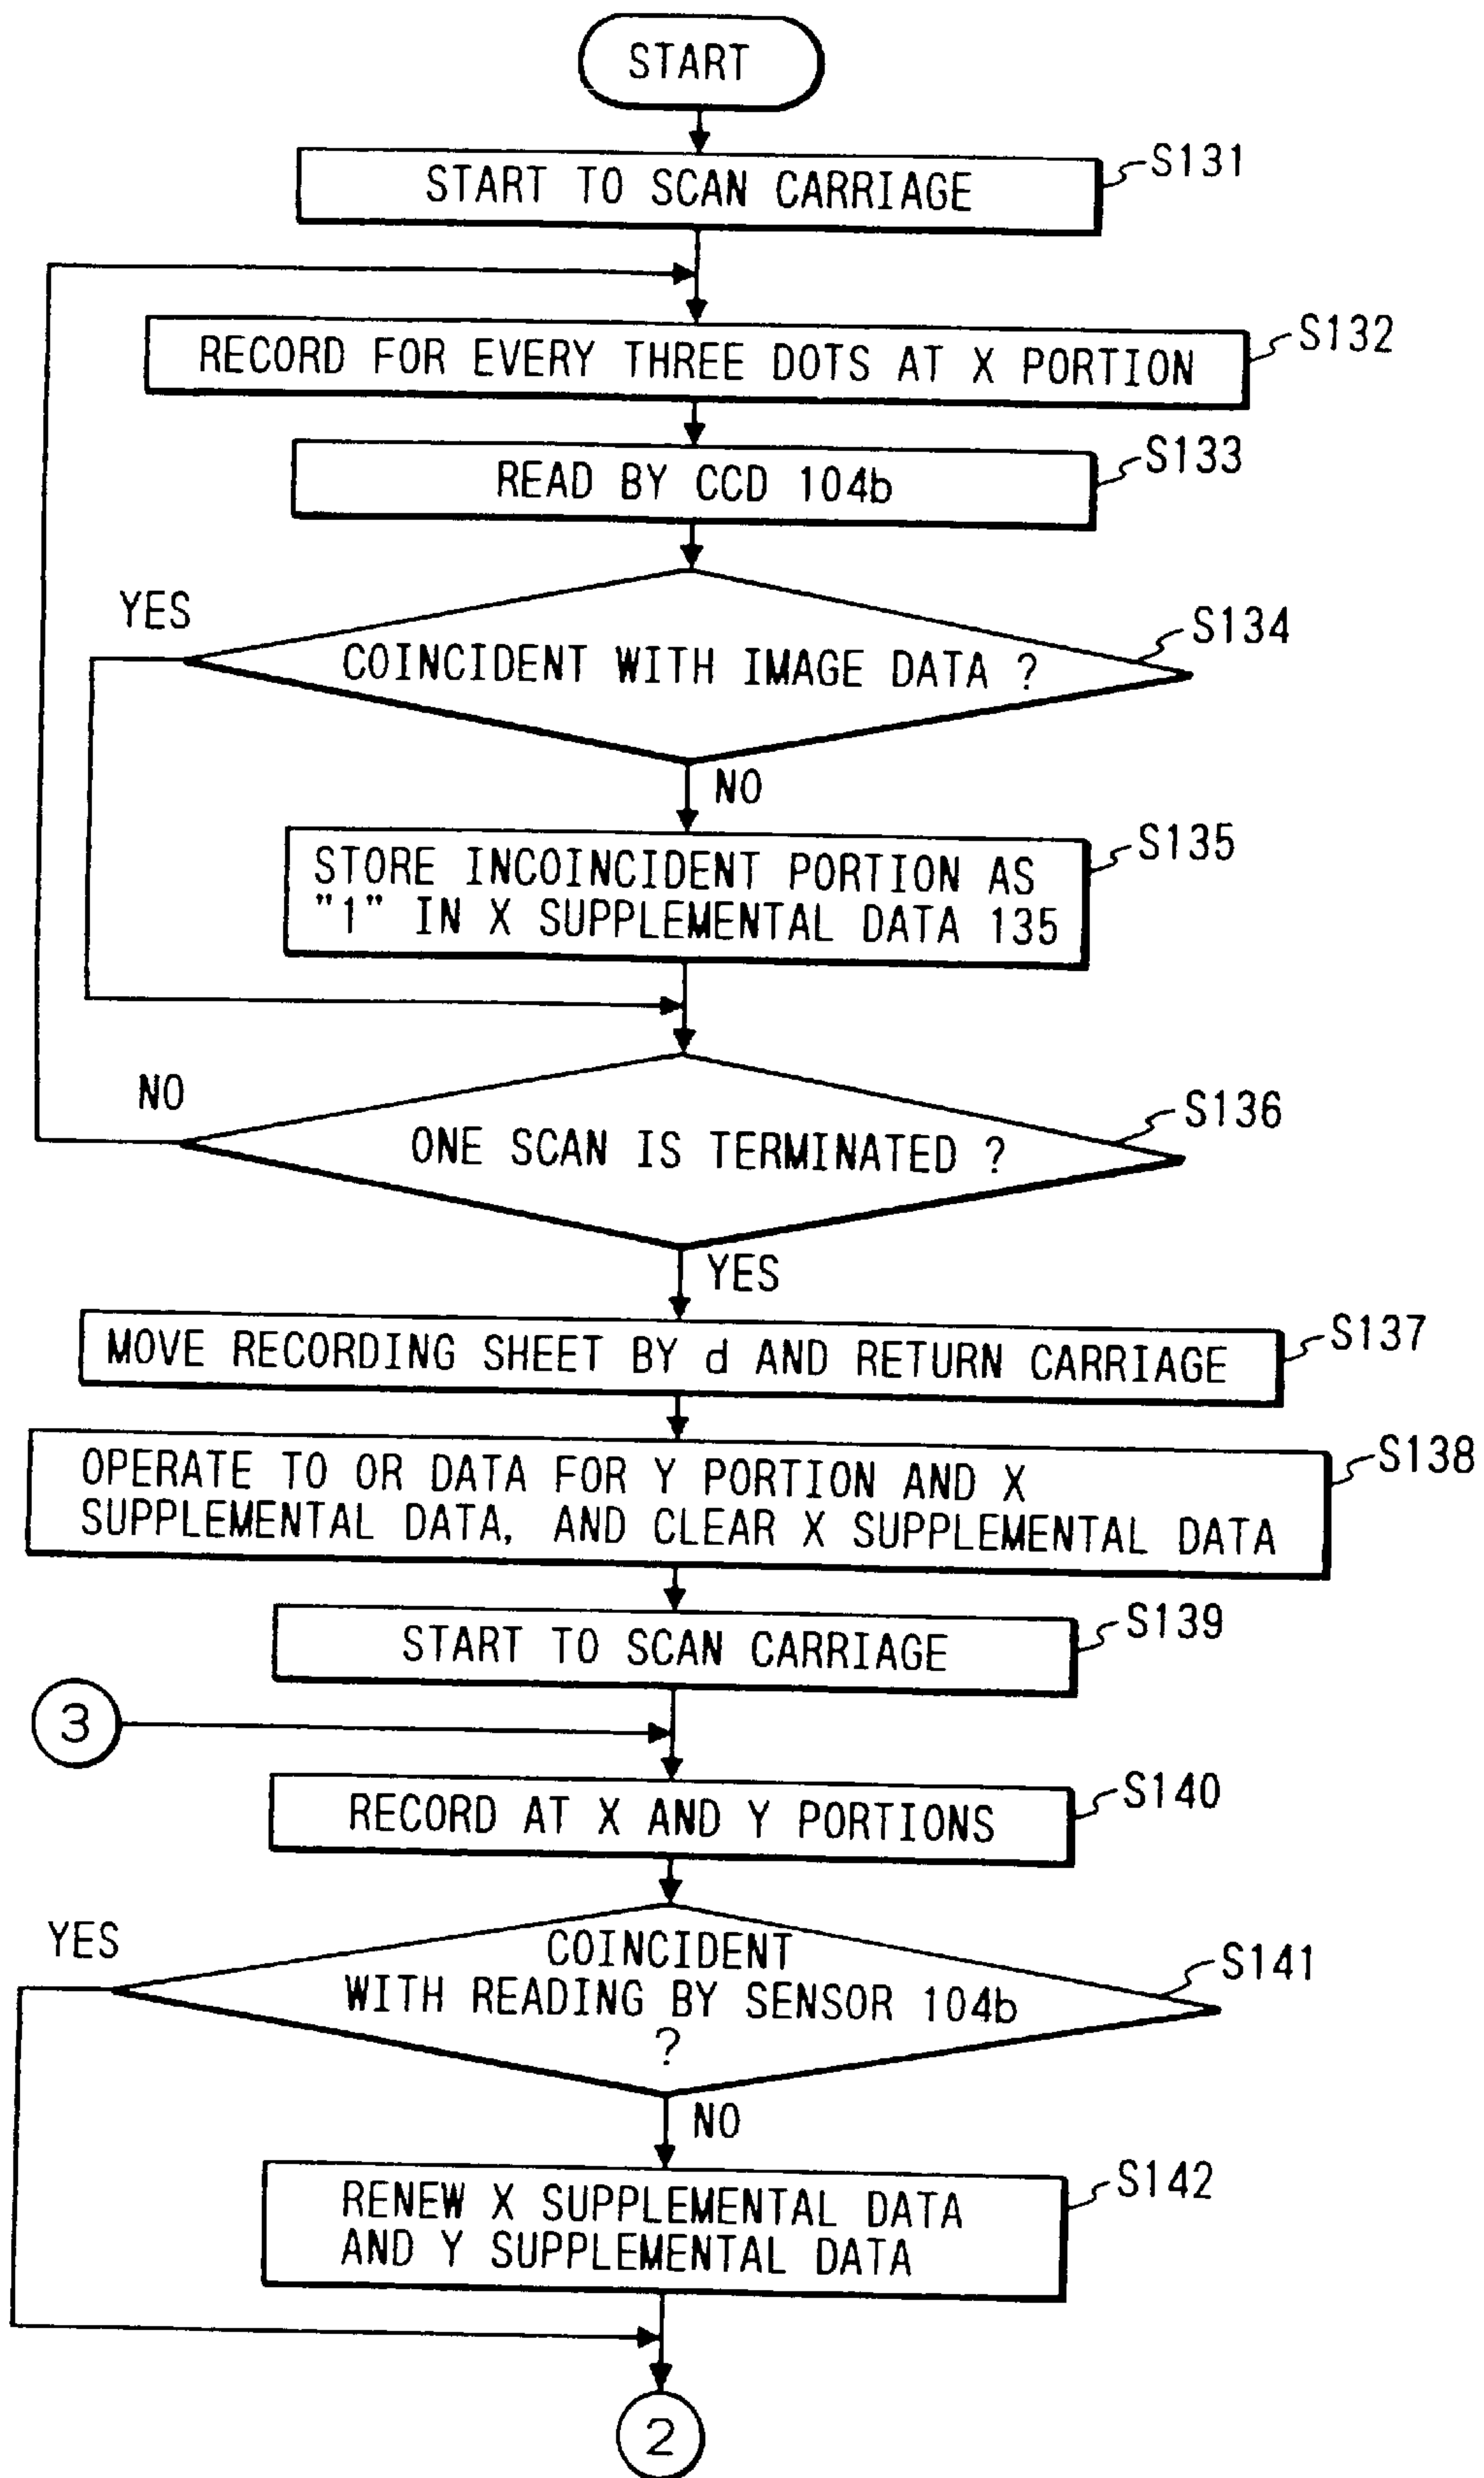 START
START TO SCAN CARRIAGE
S131
RECORD FOR EVERY THREE DOTS AT X PORTION
S132
READ BY CCD 104b
S133
YES
COINCIDENT WITH IMAGE DATA ?
S134
NO
STORE INCOINCIDENT PORTION AS
"1" IN X SUPPLEMENTAL DATA 135
S135
NO
ONE SCAN IS TERMINATED ?
S136
YES
MOVE RECORDING SHEET BY d AND RETURN CARRIAGE
S137
OPERATE TO OR DATA FOR Y PORTION AND X
SUPPLEMENTAL DATA, AND CLEAR X SUPPLEMENTAL DATA
S138
START TO SCAN CARRIAGE
S139
3
RECORD AT X AND Y PORTIONS
S140
YES
COINCIDENT
WITH READING BY SENSOR 104b
?
S141
NO
RENEW X SUPPLEMENTAL DATA
AND Y SUPPLEMENTAL DATA
S142
2